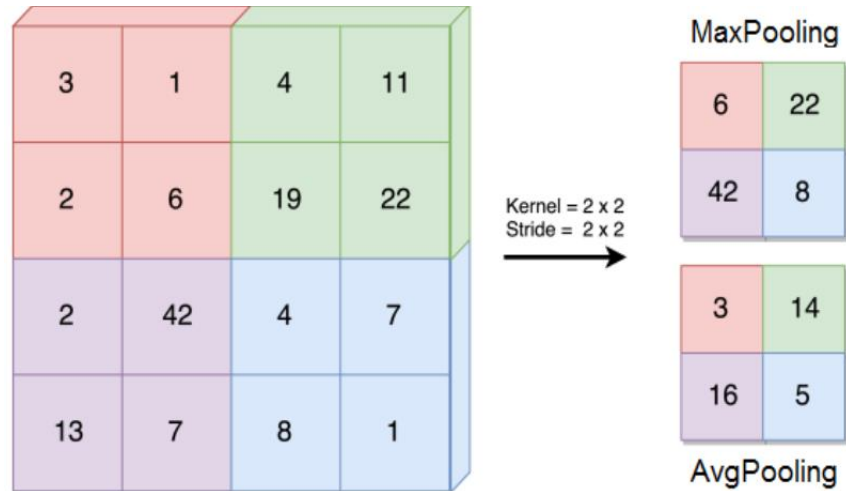 MaxPooling
3 1 4 11
2 6 19 22
2 42 4 7
13 7 8 1
Kernel = 2 x 2
Stride = 2 x 2
6 22
42 8
3 14
16 5
AvgPooling